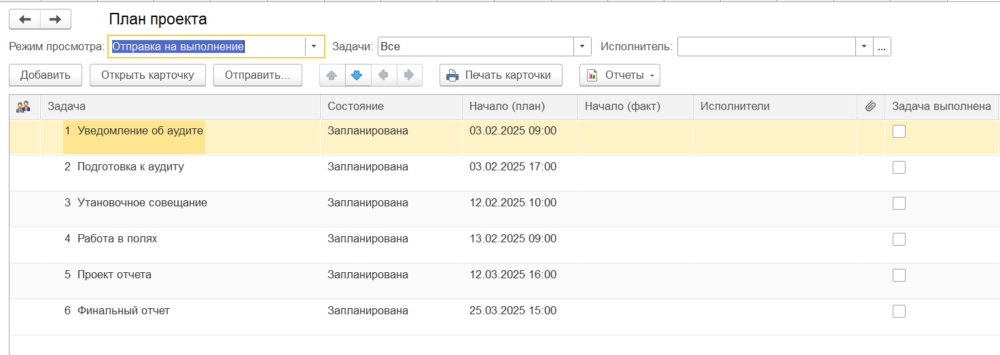 План проекта
Режим просмотра: Отправка на выполнение Задачи: Все Исполнитель: ...
Добавить Открыть карточку Отправить... Печать карточки Отчеты
Задача Состояние Начало (план) Начало (факт) Исполнители Задача выполнена
1 Уведомление об аудите Запланирована 03.02.2025 09:00
2 Подготовка к аудиту Запланирована 03.02.2025 17:00
3 Утановочное совещание Запланирована 12.02.2025 10:00
4 Работа в полях Запланирована 13.02.2025 09:00
5 Проект отчета Запланирована 12.03.2025 16:00
6 Финальный отчет Запланирована 25.03.2025 15:00